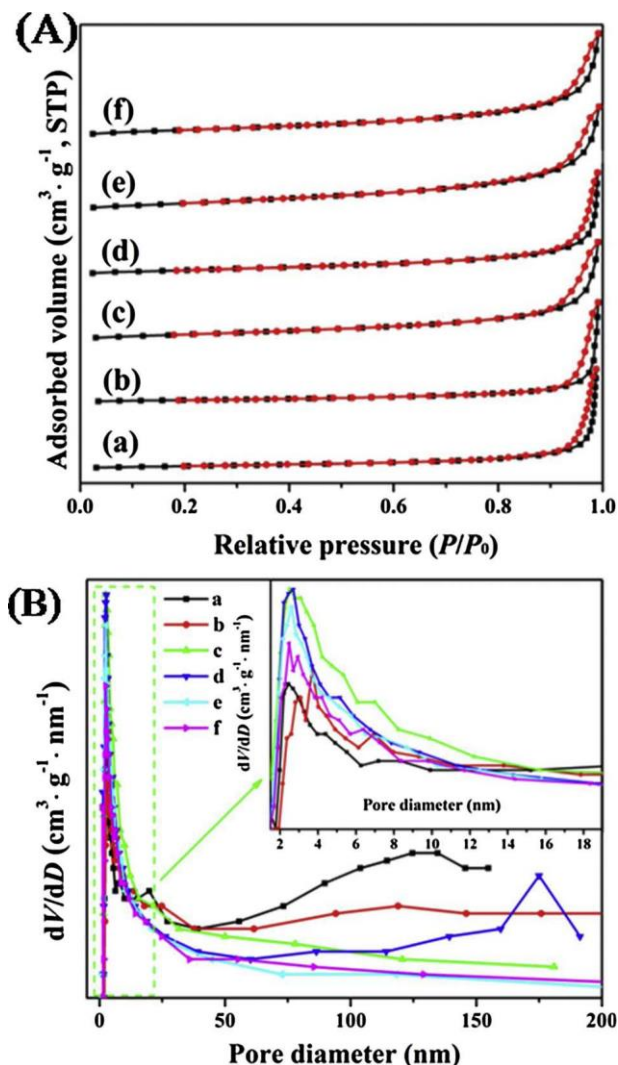 (A)
Adsorbed volume (cm³· g⁻¹, STP)
(f)
(e)
(d)
(c)
(b)
(a)
0.0 0.2 0.4 0.6 0.8 1.0
Relative pressure (P/P₀)
(B)
dV/dD (cm³· g⁻¹· nm⁻¹)
a
b
c
d
e
f
dV/dD (cm³· g⁻¹· nm⁻¹)
Pore diameter (nm)
2 4 6 8 10 12 14 16 18
0 50 100 150 200
Pore diameter (nm)